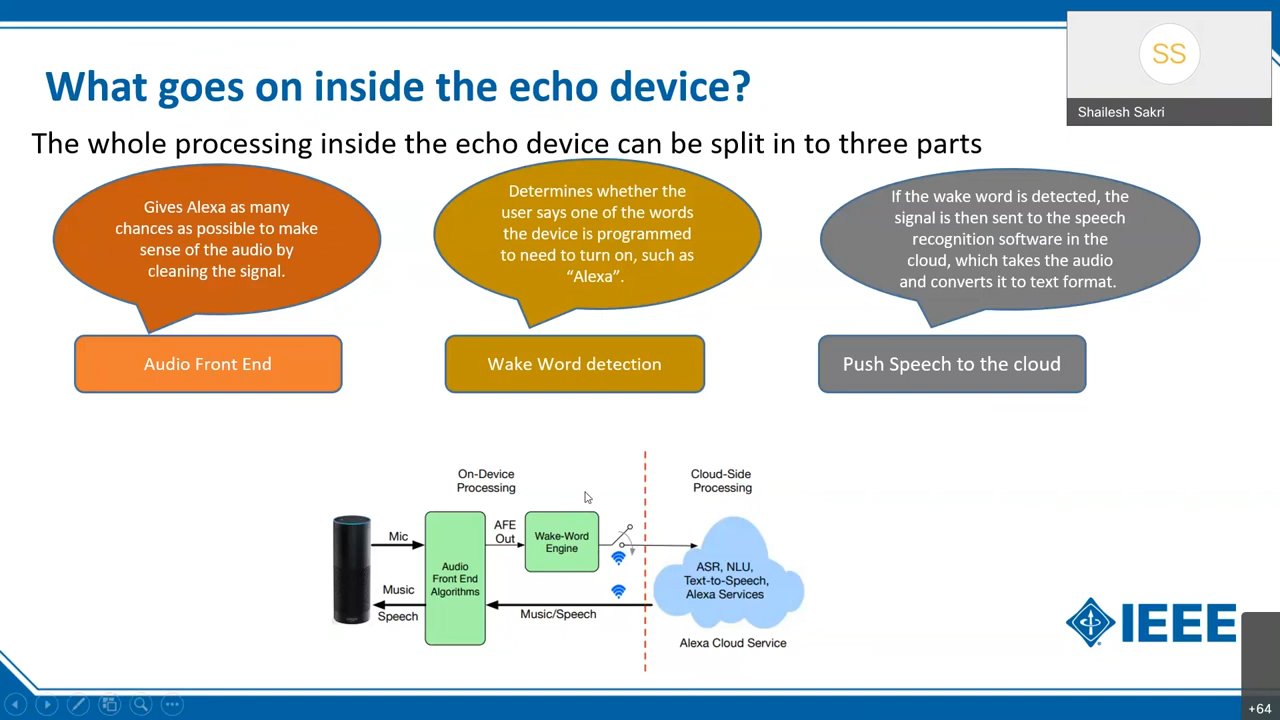 What goes on inside the echo device?
SS
Shailesh Sakri
The whole processing inside the echo device can be split in to three parts
Gives Alexa as many
chances as possible to make
sense of the audio by
cleaning the signal.
Determines whether the
user says one of the words
the device is programmed
to need to turn on, such as
“Alexa”.
If the wake word is detected, the
signal is then sent to the speech
recognition software in the
cloud, which takes the audio
and converts it to text format.
Audio Front End
Wake Word detection
Push Speech to the cloud
On-Device
Processing
Cloud-Side
Processing
Mic
AFE
Out
Wake-Word
Engine
Audio
Front End
Algorithms
Music
Speech
Music/Speech
ASR, NLU,
Text-to-Speech,
Alexa Services
Alexa Cloud Service
IEEE
+64